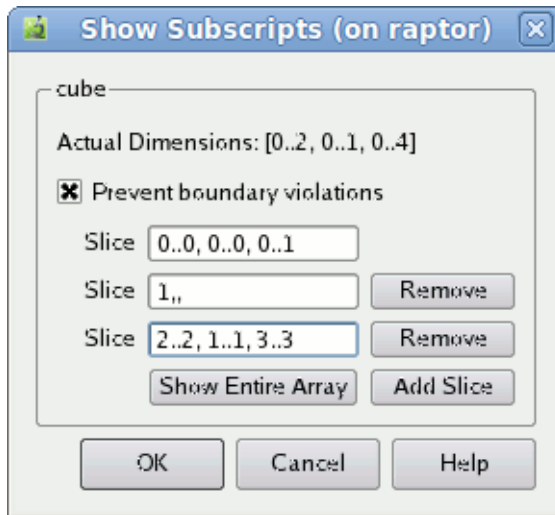 Show Subscripts (on raptor)
cube
Actual Dimensions: [0..2, 0..1, 0..4]
Prevent boundary violations
Slice 0..0, 0..0, 0..1
Slice 1,, Remove
Slice 2..2, 1..1, 3..3 Remove
Show Entire Array Add Slice
OK Cancel Help